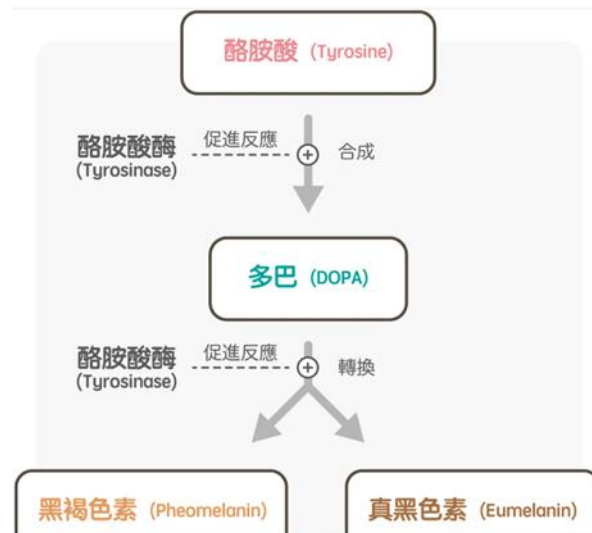 酪胺酸 (Tyrosine)
促進反應
酪胺酸酶
(Tyrosinase)
合成
多巴 (DOPA)
促進反應
酪胺酸酶
(Tyrosinase)
轉換
黑褐色素 (Pheomelanin)
真黑色素 (Eumelanin)